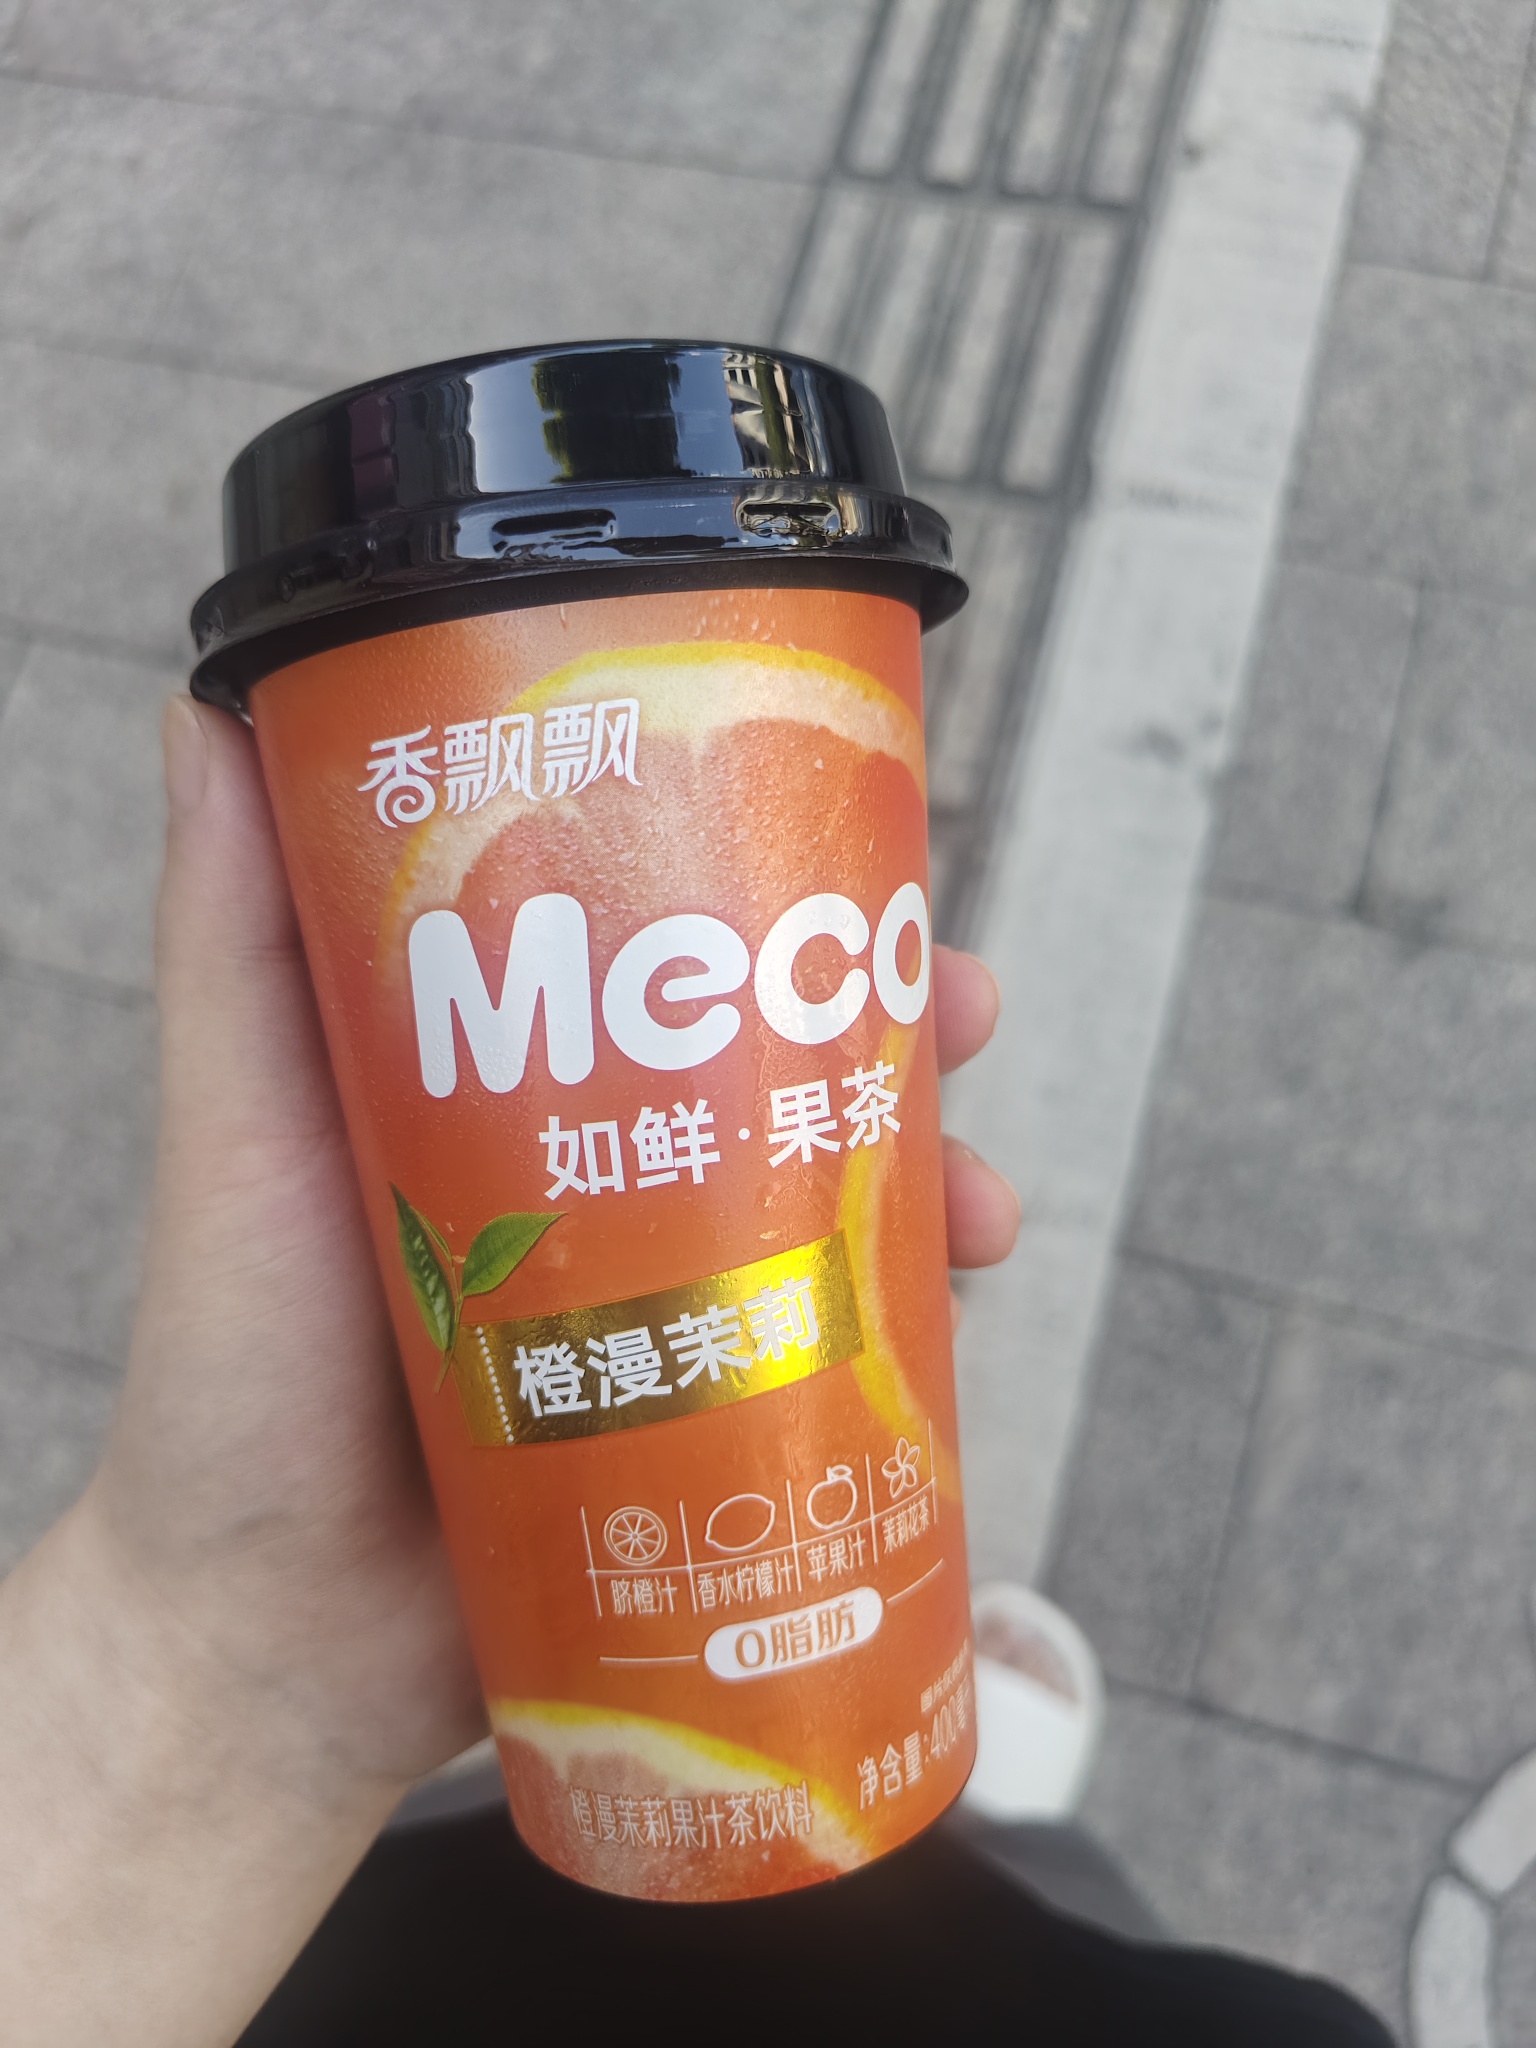 香飘飘
Meco
如鲜·果茶
橙漫茉莉
脐橙汁
香水柠檬汁
苹果汁
茉莉花茶
0脂肪
净含量:400毫
橙漫茉莉果汁茶饮料